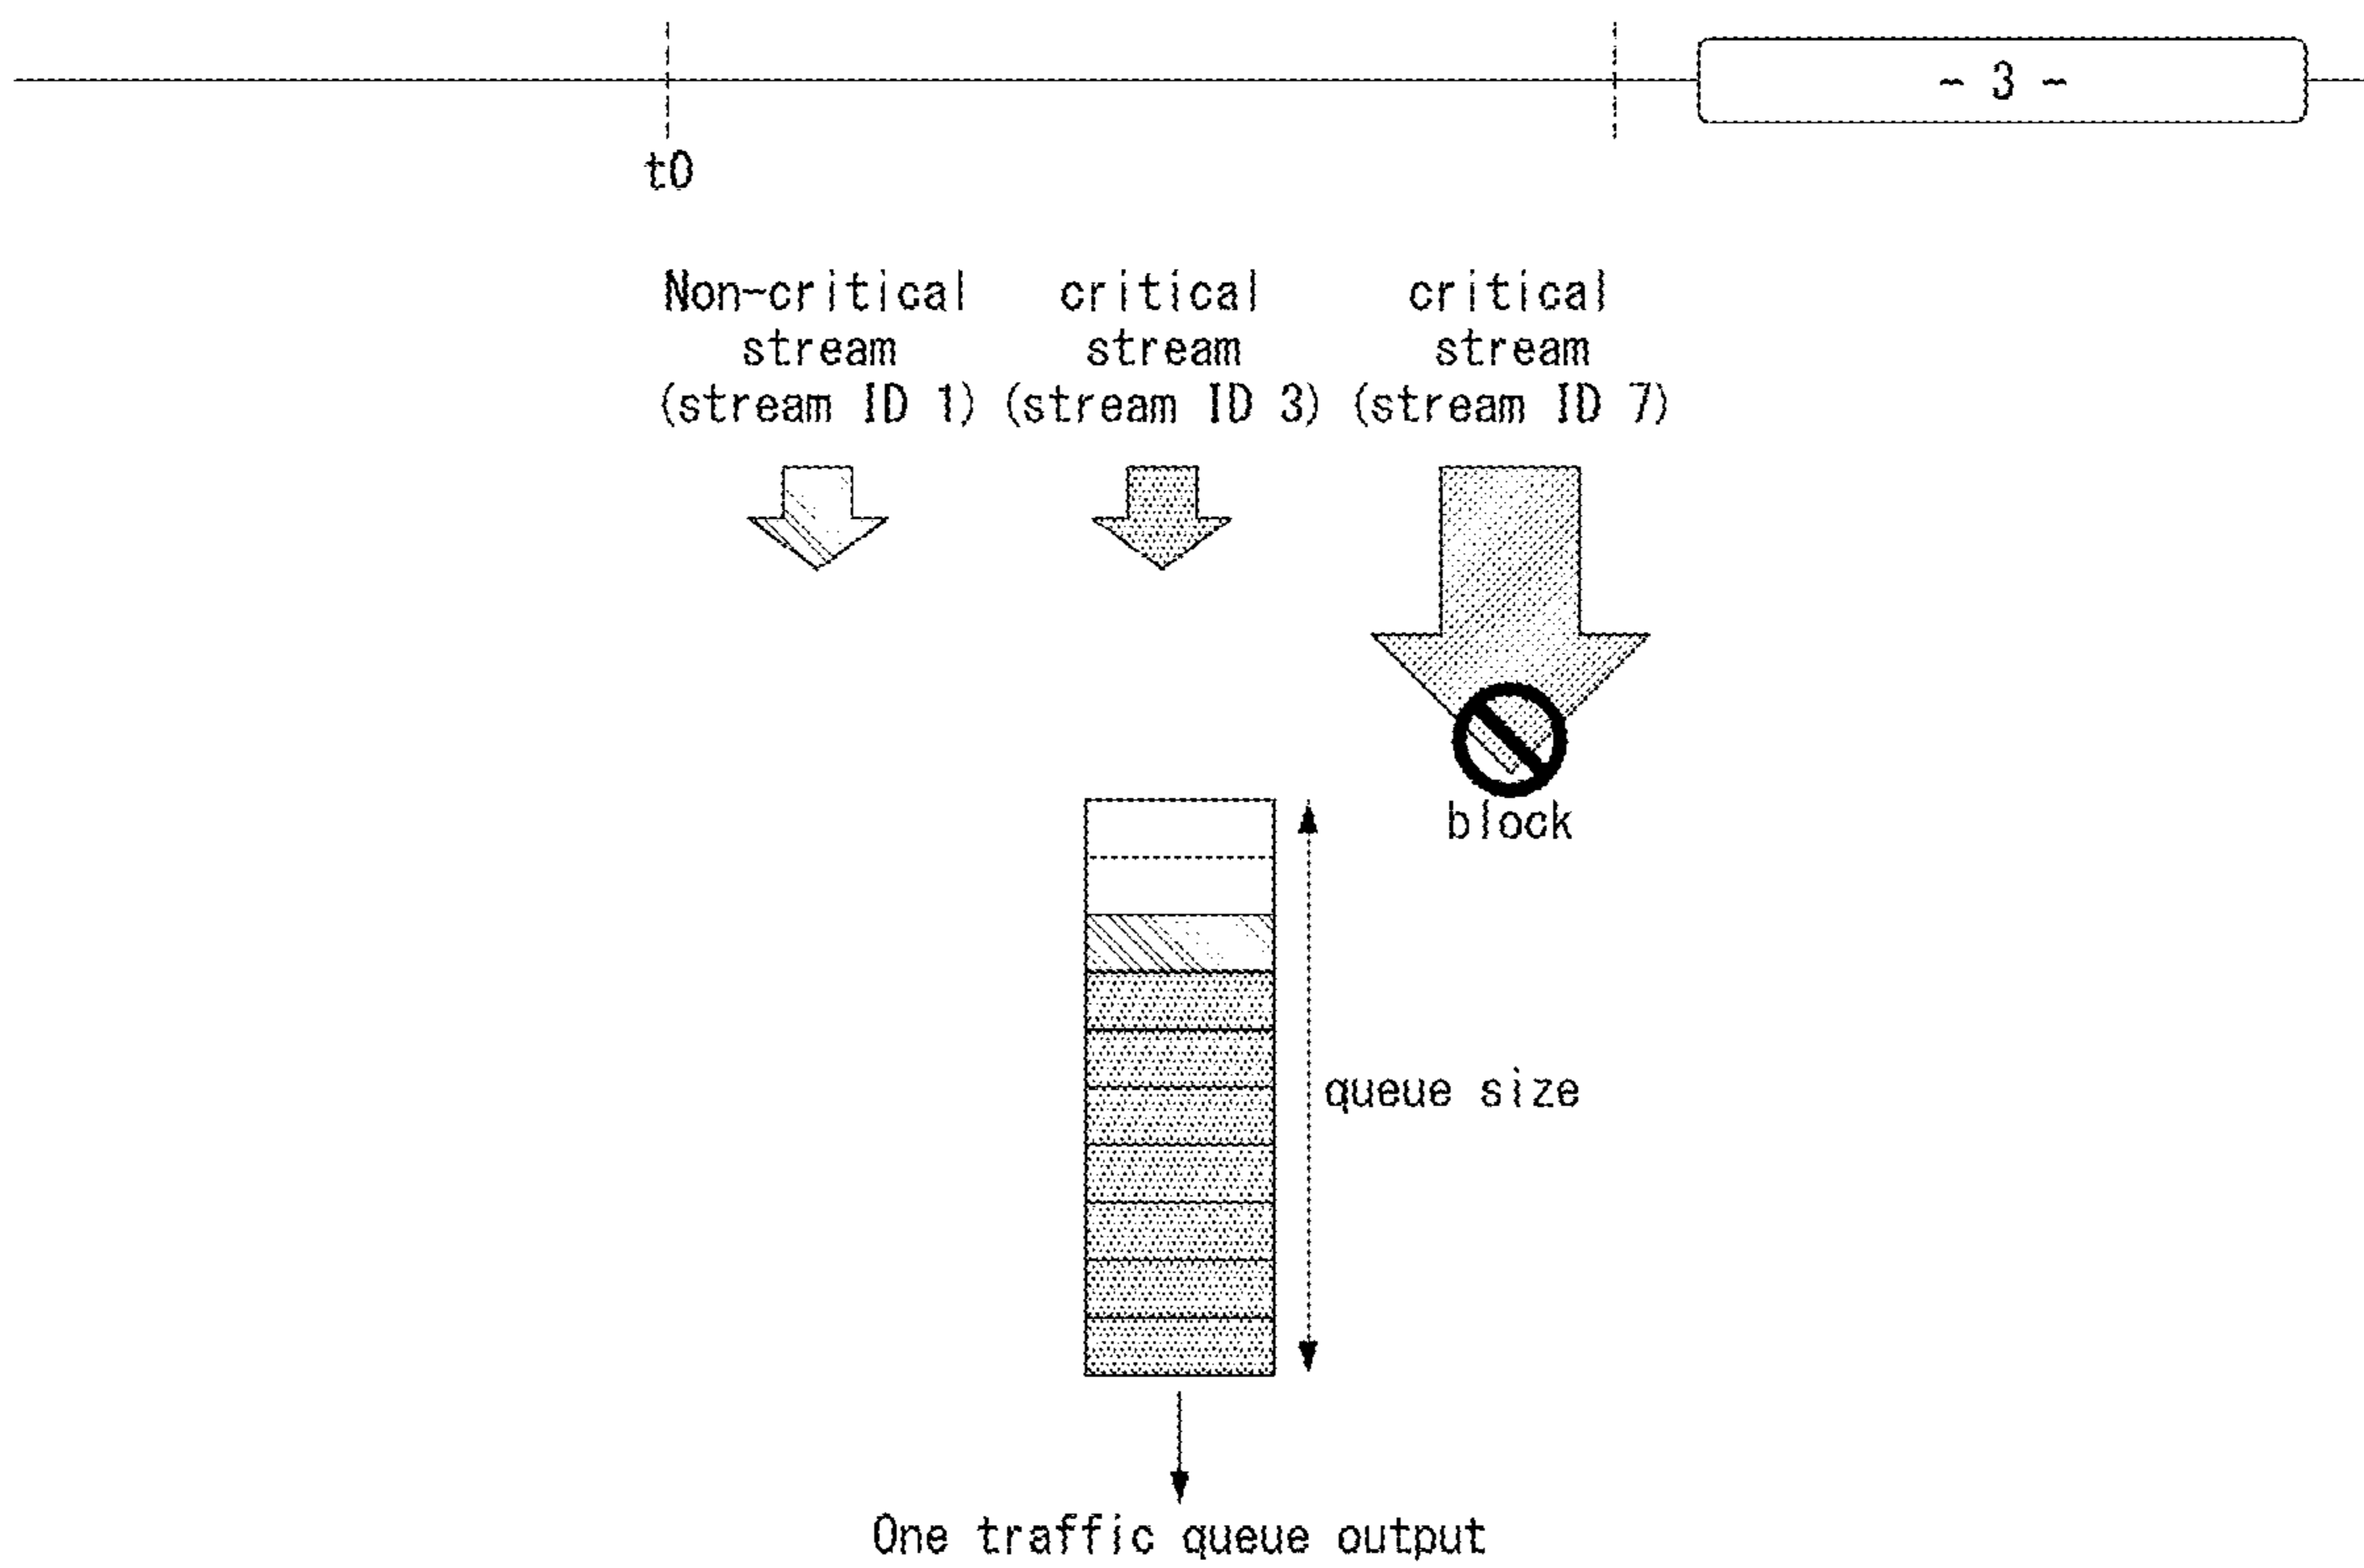 ~ 3 ~
t0
Non-critical stream (stream ID 1)
critical stream (stream ID 3)
critical stream (stream ID 7)
block
queue size
One traffic queue output